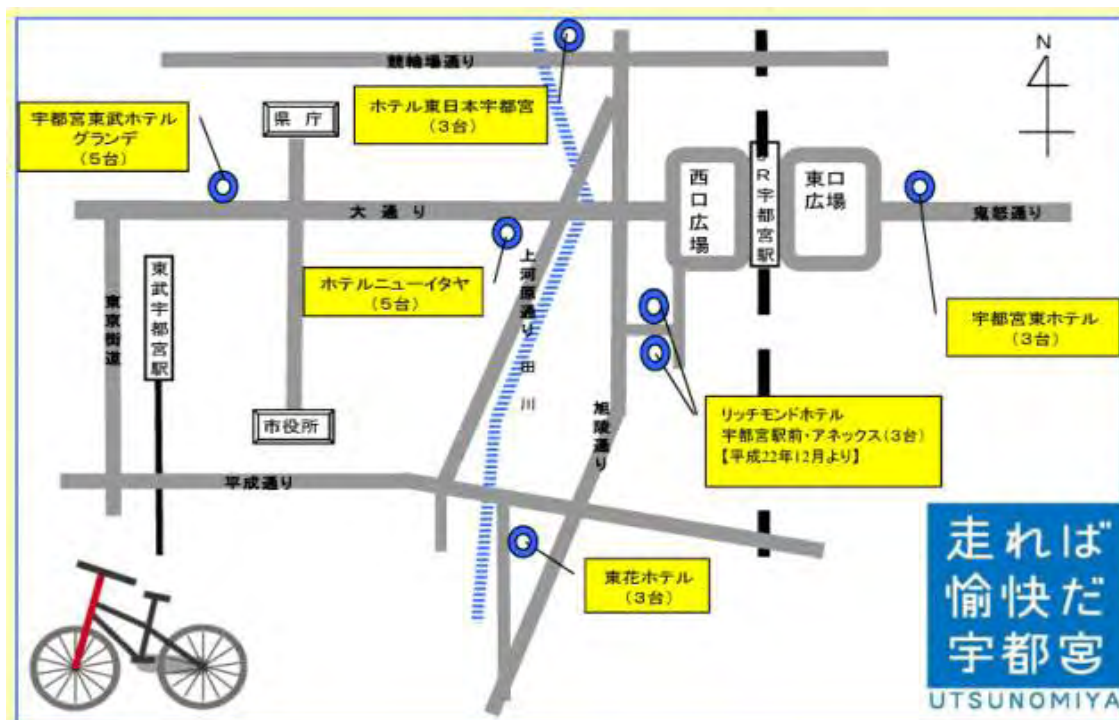 競輪場通り
N
宇都宮東武ホテル
グランデ
(5台)
県 庁
ホテル東日本宇都宮
(3台)
西口広場
JR宇都宮駅
東口
広場
大 通 り
鬼怒通り
東京街道
東武宇都宮駅
ホテルニューイタヤ
(5台)
上河原通り
田 川
宇都宮東ホテル
(3台)
市役所
旭陵通り
リッチモンドホテル
宇都宮駅前・アネックス(3台)
【平成22年12月より】
平成通り
東花ホテル
(3台)
走れば
愉快だ
宇都宮
UTSUNOMIYA